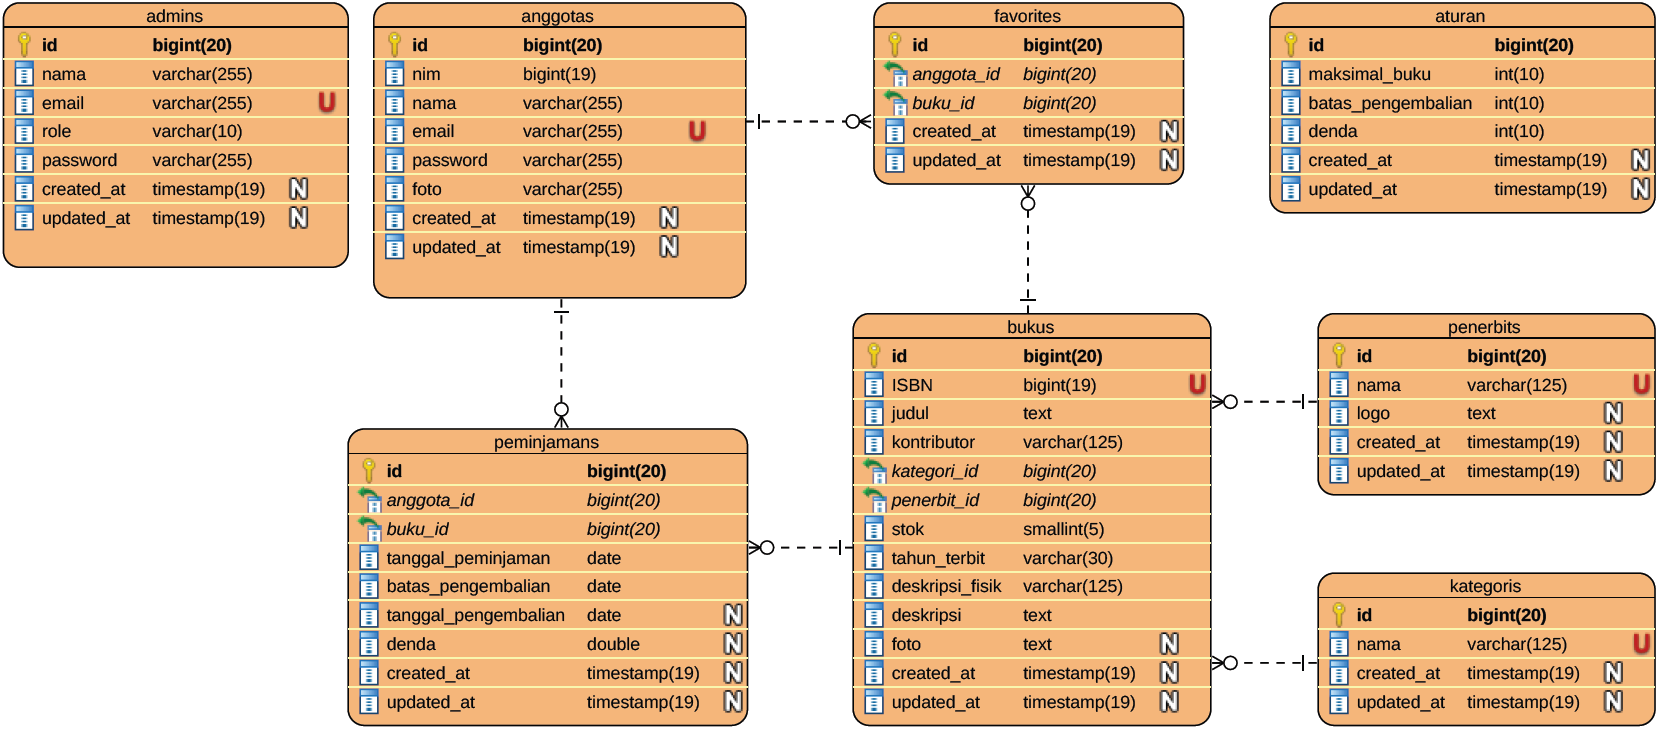 admins
id bigint(20)
nama varchar(255)
email varchar(255) U
role varchar(10)
password varchar(255)
created_at timestamp(19) N
updated_at timestamp(19) N
anggotas
id bigint(20)
nim bigint(19)
nama varchar(255)
email varchar(255) U
password varchar(255)
foto varchar(255)
created_at timestamp(19) N
updated_at timestamp(19) N
favorites
id bigint(20)
anggota_id bigint(20)
buku_id bigint(20)
created_at timestamp(19) N
updated_at timestamp(19) N
aturan
id bigint(20)
maksimal_buku int(10)
batas_pengembalian int(10)
denda int(10)
created_at timestamp(19) N
updated_at timestamp(19) N
peminjamans
id bigint(20)
anggota_id bigint(20)
buku_id bigint(20)
tanggal_peminjaman date
batas_pengembalian date
tanggal_pengembalian date N
denda double N
created_at timestamp(19) N
updated_at timestamp(19) N
bukus
id bigint(20)
ISBN bigint(19) U
judul text
kontributor varchar(125)
kategori_id bigint(20)
penerbit_id bigint(20)
stok smallint(5)
tahun_terbit varchar(30)
deskripsi_fisik varchar(125)
deskripsi text
foto text N
created_at timestamp(19) N
updated_at timestamp(19) N
penerbits
id bigint(20)
nama varchar(125) U
logo text N
created_at timestamp(19) N
updated_at timestamp(19) N
kategoris
id bigint(20)
nama varchar(125) U
created_at timestamp(19) N
updated_at timestamp(19) N